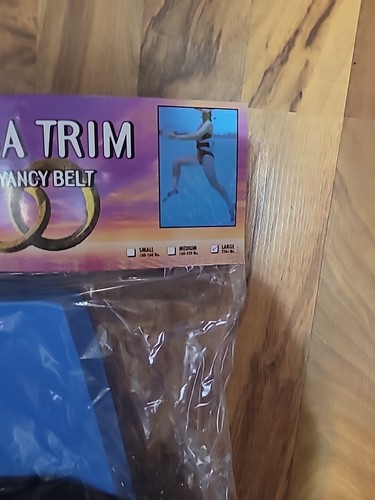 A TRIM
YANCY BELT
SMALL MEDIUM LARGE